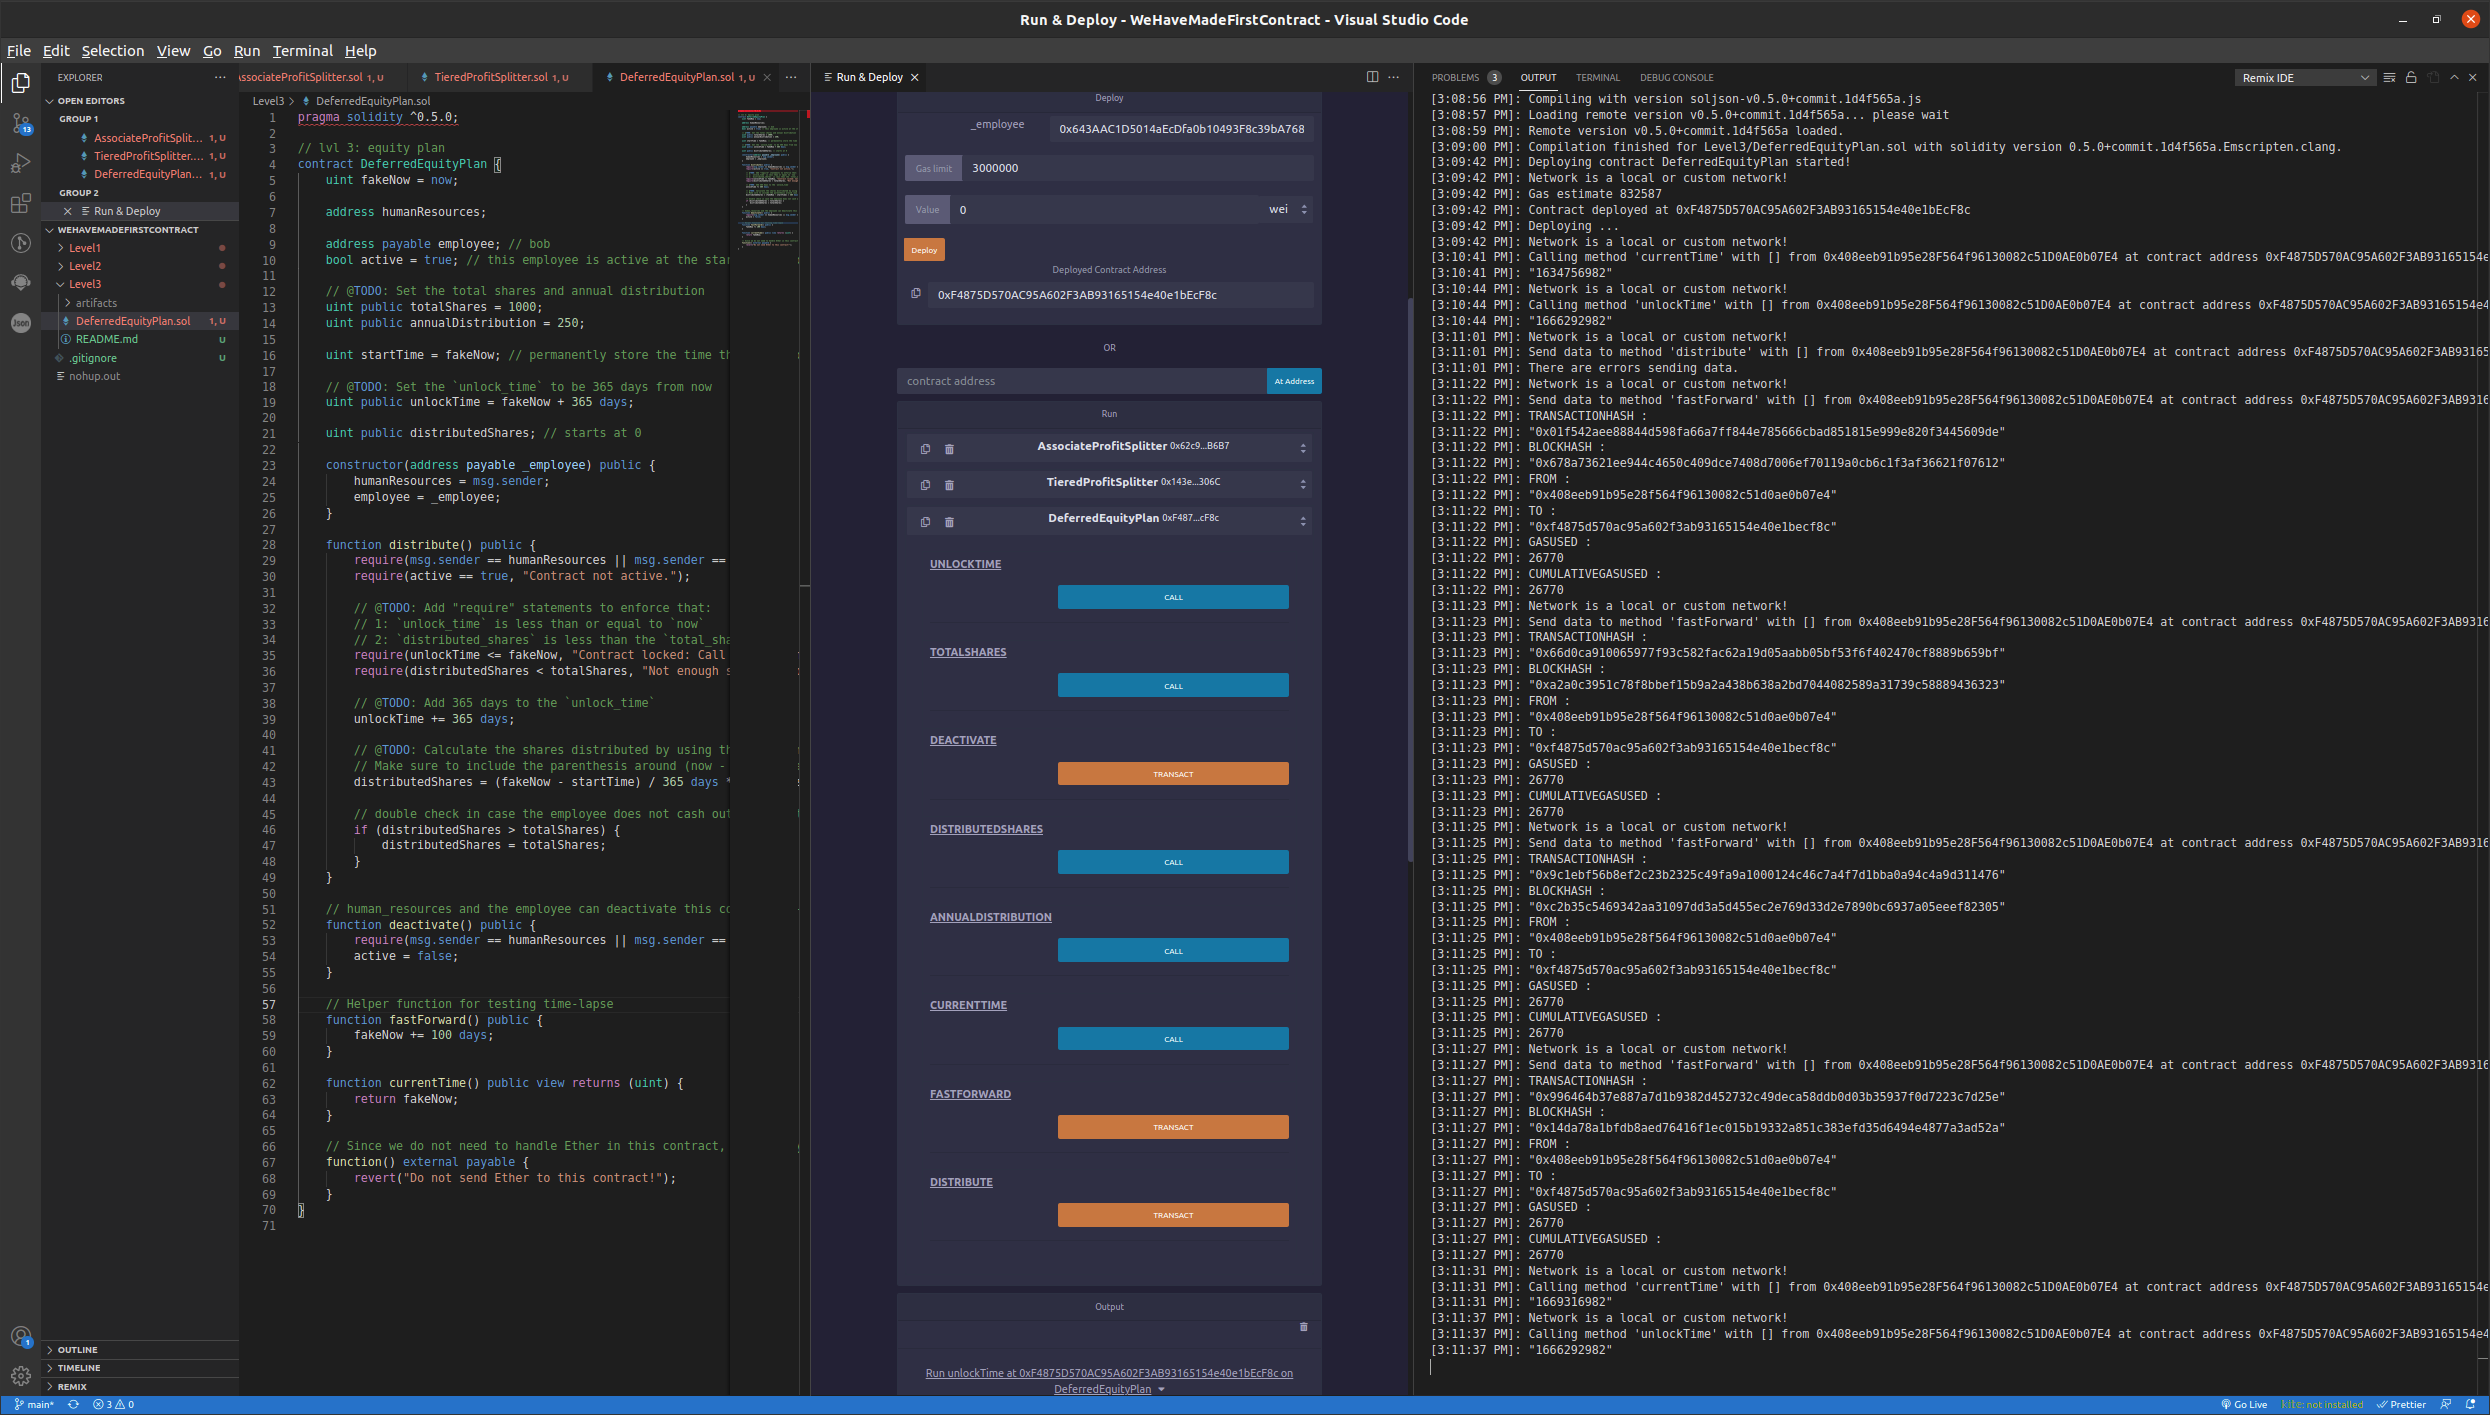 Run & Deploy - WeHaveMadeFirstContract - Visual Studio Code
File Edit Selection View Go Run Terminal Help
EXPLORER
OPEN EDITORS
GROUP 1
AssociateProfitSplit... 1, U
TieredProfitSplitter.... 1, U
DeferredEquityPlan... 1, U
GROUP 2
Run & Deploy
WEHAVEMADEFIRSTCONTRACT
Level1
Level2
Level3
artifacts
DeferredEquityPlan.sol 1, U
README.md U
.gitignore U
nohup.out
OUTLINE
TIMELINE
REMIX
13
Json
1
AssociateProfitSplitter.sol 1, U
TieredProfitSplitter.sol 1, U
DeferredEquityPlan.sol 1, U
Level3 > DeferredEquityPlan.sol
1 pragma solidity ^0.5.0;
2
3 // lvl 3: equity plan
4 contract DeferredEquityPlan {
5 uint fakeNow = now;
6
7 address humanResources;
8
9 address payable employee; // bob
10 bool active = true; // this employee is active at the star
11
12 // @TODO: Set the total shares and annual distribution
13 uint public totalShares = 1000;
14 uint public annualDistribution = 250;
15
16 uint startTime = fakeNow; // permanently store the time th
17
18 // @TODO: Set the `unlock_time` to be 365 days from now
19 uint public unlockTime = fakeNow + 365 days;
20
21 uint public distributedShares; // starts at 0
22
23 constructor(address payable _employee) public {
24 humanResources = msg.sender;
25 employee = _employee;
26 }
27
28 function distribute() public {
29 require(msg.sender == humanResources || msg.sender ==
30 require(active == true, "Contract not active.");
31
32 // @TODO: Add "require" statements to enforce that:
33 // 1: `unlock_time` is less than or equal to `now`
34 // 2: `distributed_shares` is less than the `total_sha
35 require(unlockTime <= fakeNow, "Contract locked: Call
36 require(distributedShares < totalShares, "Not enough s
37
38 // @TODO: Add 365 days to the `unlock_time`
39 unlockTime += 365 days;
40
41 // @TODO: Calculate the shares distributed by using th
42 // Make sure to include the parenthesis around (now -
43 distributedShares = (fakeNow - startTime) / 365 days *
44
45 // double check in case the employee does not cash out
46 if (distributedShares > totalShares) {
47 distributedShares = totalShares;
48 }
49 }
50
51 // human_resources and the employee can deactivate this co
52 function deactivate() public {
53 require(msg.sender == humanResources || msg.sender ==
54 active = false;
55 }
56
57 // Helper function for testing time-lapse
58 function fastForward() public {
59 fakeNow += 100 days;
60 }
61
62 function currentTime() public view returns (uint) {
63 return fakeNow;
64 }
65
66 // Since we do not need to handle Ether in this contract,
67 function() external payable {
68 revert("Do not send Ether to this contract!");
69 }
70 }
71
Run & Deploy
Deploy
_employee 0x643AAC1D5014aEcDfa0b10493F8c39bA768
Gas limit 3000000
Value 0 wei
Deploy
Deployed Contract Address
0xF4875D570AC95A602F3AB93165154e40e1bEcF8c
OR
contract address At Address
Run
AssociateProfitSplitter 0x62c9...B6B7
TieredProfitSplitter 0x143e...306C
DeferredEquityPlan 0xF487...cF8c
UNLOCKTIME
CALL
TOTALSHARES
CALL
DEACTIVATE
TRANSACT
DISTRIBUTEDSHARES
CALL
ANNUALDISTRIBUTION
CALL
CURRENTTIME
CALL
FASTFORWARD
TRANSACT
DISTRIBUTE
TRANSACT
Output
Run unlockTime at 0xF4875D570AC95A602F3AB93165154e40e1bEcF8c on
DeferredEquityPlan
PROBLEMS 3 OUTPUT TERMINAL DEBUG CONSOLE Remix IDE
[3:08:56 PM]: Compiling with version soljson-v0.5.0+commit.1d4f565a.js
[3:08:57 PM]: Loading remote version v0.5.0+commit.1d4f565a... please wait
[3:08:59 PM]: Remote version v0.5.0+commit.1d4f565a loaded.
[3:09:00 PM]: Compilation finished for Level3/DeferredEquityPlan.sol with solidity version 0.5.0+commit.1d4f565a.Emscripten.clang.
[3:09:42 PM]: Deploying contract DeferredEquityPlan started!
[3:09:42 PM]: Network is a local or custom network!
[3:09:42 PM]: Gas estimate 832587
[3:09:42 PM]: Contract deployed at 0xF4875D570AC95A602F3AB93165154e40e1bEcF8c
[3:09:42 PM]: Deploying ...
[3:09:42 PM]: Network is a local or custom network!
[3:10:41 PM]: Calling method 'currentTime' with [] from 0x408eeb91b95e28F564f96130082c51D0AE0b07E4 at contract address 0xF4875D570AC95A602F3AB93165154e
[3:10:41 PM]: "1634756982"
[3:10:44 PM]: Network is a local or custom network!
[3:10:44 PM]: Calling method 'unlockTime' with [] from 0x408eeb91b95e28F564f96130082c51D0AE0b07E4 at contract address 0xF4875D570AC95A602F3AB93165154e4
[3:10:44 PM]: "1666292982"
[3:11:01 PM]: Network is a local or custom network!
[3:11:01 PM]: Send data to method 'distribute' with [] from 0x408eeb91b95e28F564f96130082c51D0AE0b07E4 at contract address 0xF4875D570AC95A602F3AB93165
[3:11:01 PM]: There are errors sending data.
[3:11:22 PM]: Network is a local or custom network!
[3:11:22 PM]: Send data to method 'fastForward' with [] from 0x408eeb91b95e28F564f96130082c51D0AE0b07E4 at contract address 0xF4875D570AC95A602F3AB9316
[3:11:22 PM]: TRANSACTIONHASH :
[3:11:22 PM]: "0x01f542aee88844d598fa66a7ff844e785666cbad851815e999e820f3445609de"
[3:11:22 PM]: BLOCKHASH :
[3:11:22 PM]: "0x678a73621ee944c4650c409dce7408d7006ef70119a0cb6c1f3af36621f07612"
[3:11:22 PM]: FROM :
[3:11:22 PM]: "0x408eeb91b95e28f564f96130082c51d0ae0b07e4"
[3:11:22 PM]: TO :
[3:11:22 PM]: "0xf4875d570ac95a602f3ab93165154e40e1becf8c"
[3:11:22 PM]: GASUSED :
[3:11:22 PM]: 26770
[3:11:22 PM]: CUMULATIVEGASUSED :
[3:11:22 PM]: 26770
[3:11:23 PM]: Network is a local or custom network!
[3:11:23 PM]: Send data to method 'fastForward' with [] from 0x408eeb91b95e28F564f96130082c51D0AE0b07E4 at contract address 0xF4875D570AC95A602F3AB9316
[3:11:23 PM]: TRANSACTIONHASH :
[3:11:23 PM]: "0x66d0ca910065977f93c582fac62a19d05aabb05bf53f6f402470cf8889b659bf"
[3:11:23 PM]: BLOCKHASH :
[3:11:23 PM]: "0xa2a0c3951c78f8bbef15b9a2a438b638a2bd7044082589a31739c58889436323"
[3:11:23 PM]: FROM :
[3:11:23 PM]: "0x408eeb91b95e28f564f96130082c51d0ae0b07e4"
[3:11:23 PM]: TO :
[3:11:23 PM]: "0xf4875d570ac95a602f3ab93165154e40e1becf8c"
[3:11:23 PM]: GASUSED :
[3:11:23 PM]: 26770
[3:11:23 PM]: CUMULATIVEGASUSED :
[3:11:23 PM]: 26770
[3:11:25 PM]: Network is a local or custom network!
[3:11:25 PM]: Send data to method 'fastForward' with [] from 0x408eeb91b95e28F564f96130082c51D0AE0b07E4 at contract address 0xF4875D570AC95A602F3AB9316
[3:11:25 PM]: TRANSACTIONHASH :
[3:11:25 PM]: "0x9c1ebf56b8ef2c23b2325c49fa9a1000124c46c7a4f7d1bba0a94c4a9d311476"
[3:11:25 PM]: BLOCKHASH :
[3:11:25 PM]: "0xc2b35c5469342aa31097dd3a5d455ec2e769d33d2e7890bc6937a05eeef82305"
[3:11:25 PM]: FROM :
[3:11:25 PM]: "0x408eeb91b95e28f564f96130082c51d0ae0b07e4"
[3:11:25 PM]: TO :
[3:11:25 PM]: "0xf4875d570ac95a602f3ab93165154e40e1becf8c"
[3:11:25 PM]: GASUSED :
[3:11:25 PM]: 26770
[3:11:25 PM]: CUMULATIVEGASUSED :
[3:11:25 PM]: 26770
[3:11:27 PM]: Network is a local or custom network!
[3:11:27 PM]: Send data to method 'fastForward' with [] from 0x408eeb91b95e28F564f96130082c51D0AE0b07E4 at contract address 0xF4875D570AC95A602F3AB9316
[3:11:27 PM]: TRANSACTIONHASH :
[3:11:27 PM]: "0x996464b37e887a7d1b9382d452732c49deca58ddb0d03b35937f0d7223c7d25e"
[3:11:27 PM]: BLOCKHASH :
[3:11:27 PM]: "0x14da78a1bfdb8aed76416f1ec015b19332a851c383efd35d6494e4877a3ad52a"
[3:11:27 PM]: FROM :
[3:11:27 PM]: "0x408eeb91b95e28f564f96130082c51d0ae0b07e4"
[3:11:27 PM]: TO :
[3:11:27 PM]: "0xf4875d570ac95a602f3ab93165154e40e1becf8c"
[3:11:27 PM]: GASUSED :
[3:11:27 PM]: 26770
[3:11:27 PM]: CUMULATIVEGASUSED :
[3:11:27 PM]: 26770
[3:11:31 PM]: Network is a local or custom network!
[3:11:31 PM]: Calling method 'currentTime' with [] from 0x408eeb91b95e28F564f96130082c51D0AE0b07E4 at contract address 0xF4875D570AC95A602F3AB93165154e
[3:11:31 PM]: "1669316982"
[3:11:37 PM]: Network is a local or custom network!
[3:11:37 PM]: Calling method 'unlockTime' with [] from 0x408eeb91b95e28F564f96130082c51D0AE0b07E4 at contract address 0xF4875D570AC95A602F3AB93165154e4
[3:11:37 PM]: "1666292982"
main* 3 0 Go Live kite: not installed Prettier